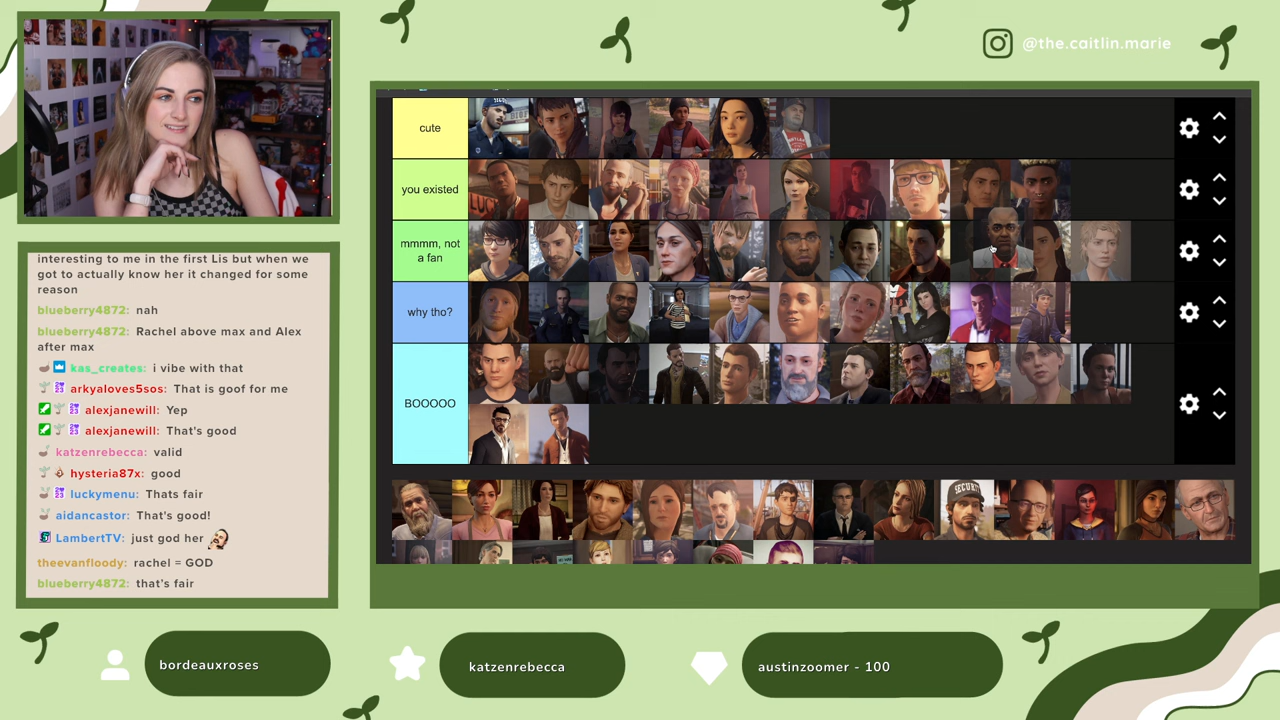 @the.caitlin.marie
interesting to me in the first Lis but when we
got to actually know her it changed for some
reason
blueberry4872: nah
blueberry4872: Rachel above max and Alex
after max
kas_creates: i vibe with that
arkyaloves5sos: That is goof for me
alexjanewill: Yep
alexjanewill: That's good
katzenrebecca: valid
hysteria87x: good
luckymenu: Thats fair
aidancastor: That's good!
LambertTV: just god her
theevanfloody: rachel = GOD
blueberry4872: that's fair
cute
you existed
mmmm, not
a fan
why tho?
BOOOOO
SECURITY
bordeauxroses
katzenrebecca
austinzoomer - 100